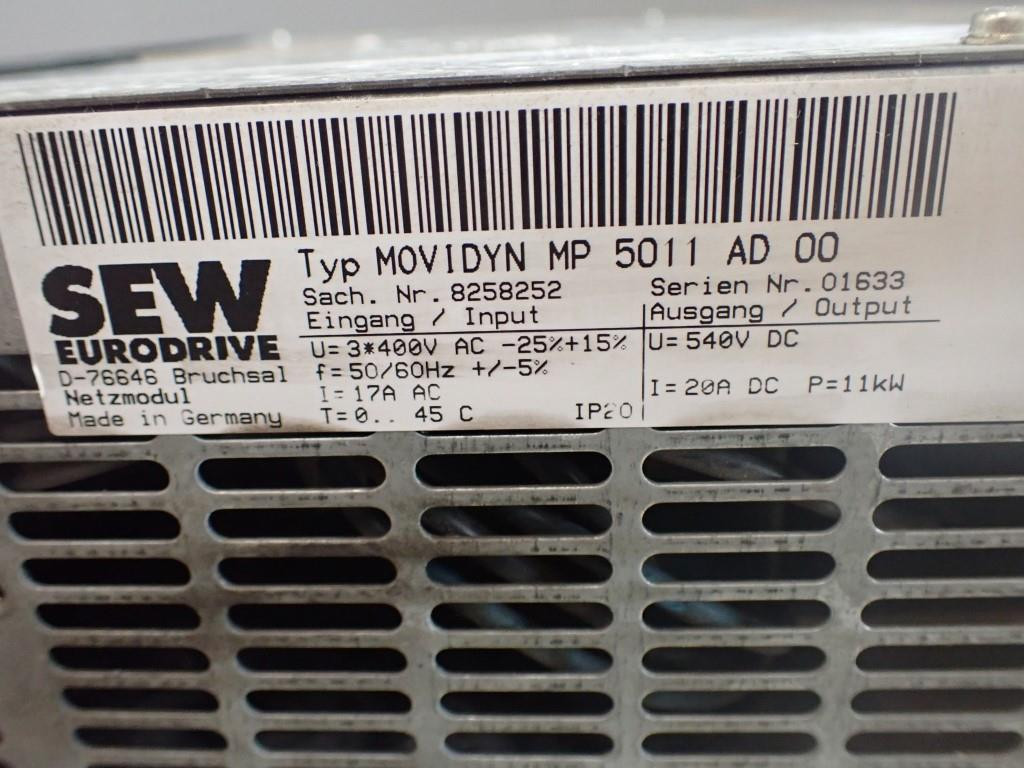 Typ MOVIDYN MP 5011 AD 00
Sach. Nr. 8258252 Serien Nr. 01633
Eingang / Input Ausgang / Output
SEW
EURODRIVE
D-76646 Bruchsal
Netzmodul
Made in Germany
U= 3*400V AC -25%+15% U= 540V DC
f= 50/60Hz +/-5%
I= 17A AC I= 20A DC P=11kW
T= 0.. 45 C IP20